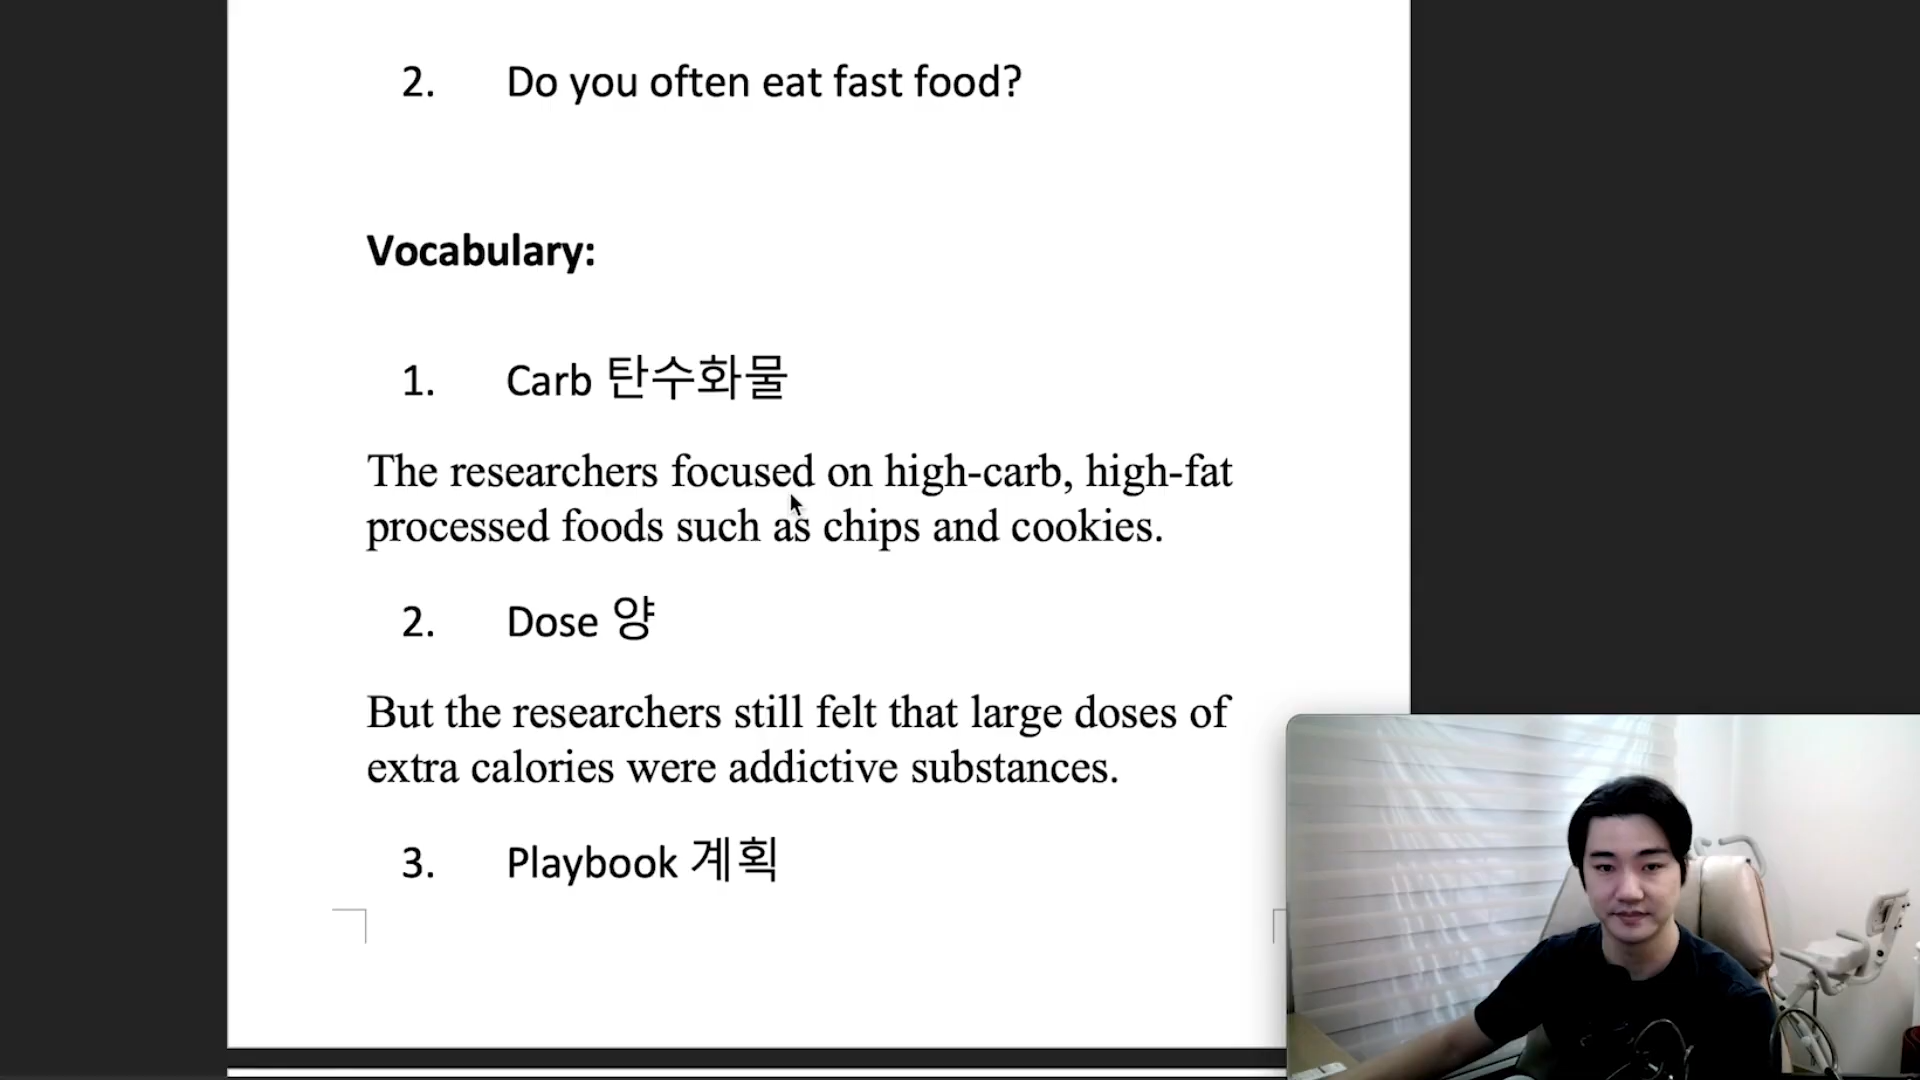 2. Do you often eat fast food?
Vocabulary:
1. Carb 탄수화물
The researchers focused on high-carb, high-fat
processed foods such as chips and cookies.
2. Dose 양
But the researchers still felt that large doses of
extra calories were addictive substances.
3. Playbook 계획